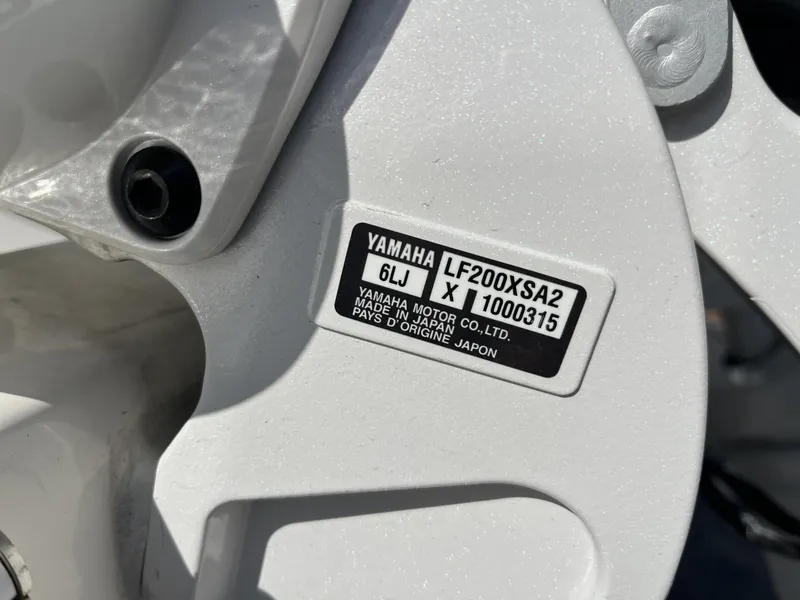 YAMAHA LF200XSA2
6LJ X 1000315
YAMAHA MOTOR CO.,LTD.
MADE IN JAPAN
PAYS D'ORIGINE JAPON